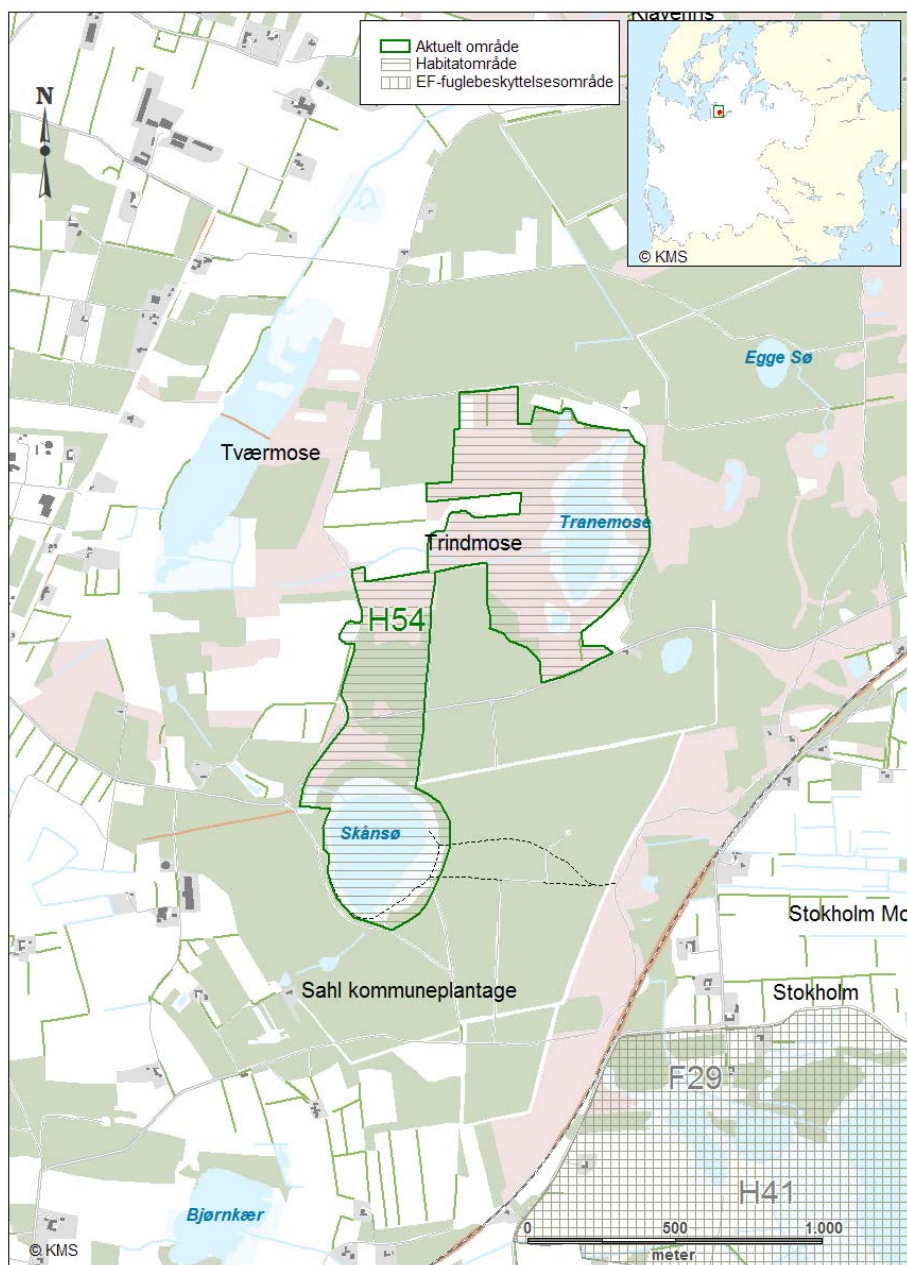 Aktuelt område
Habitatområde
EF-fuglebeskyttelsesområde
N
© KMS
Egge Sø
Tværmose
Tranemose
Trindmose
H54
Skånsø
Stokholm Mo
Sahl kommuneplantage
Stokholm
F29
H41
Bjørnkær
0 500 1.000
meter
© KMS